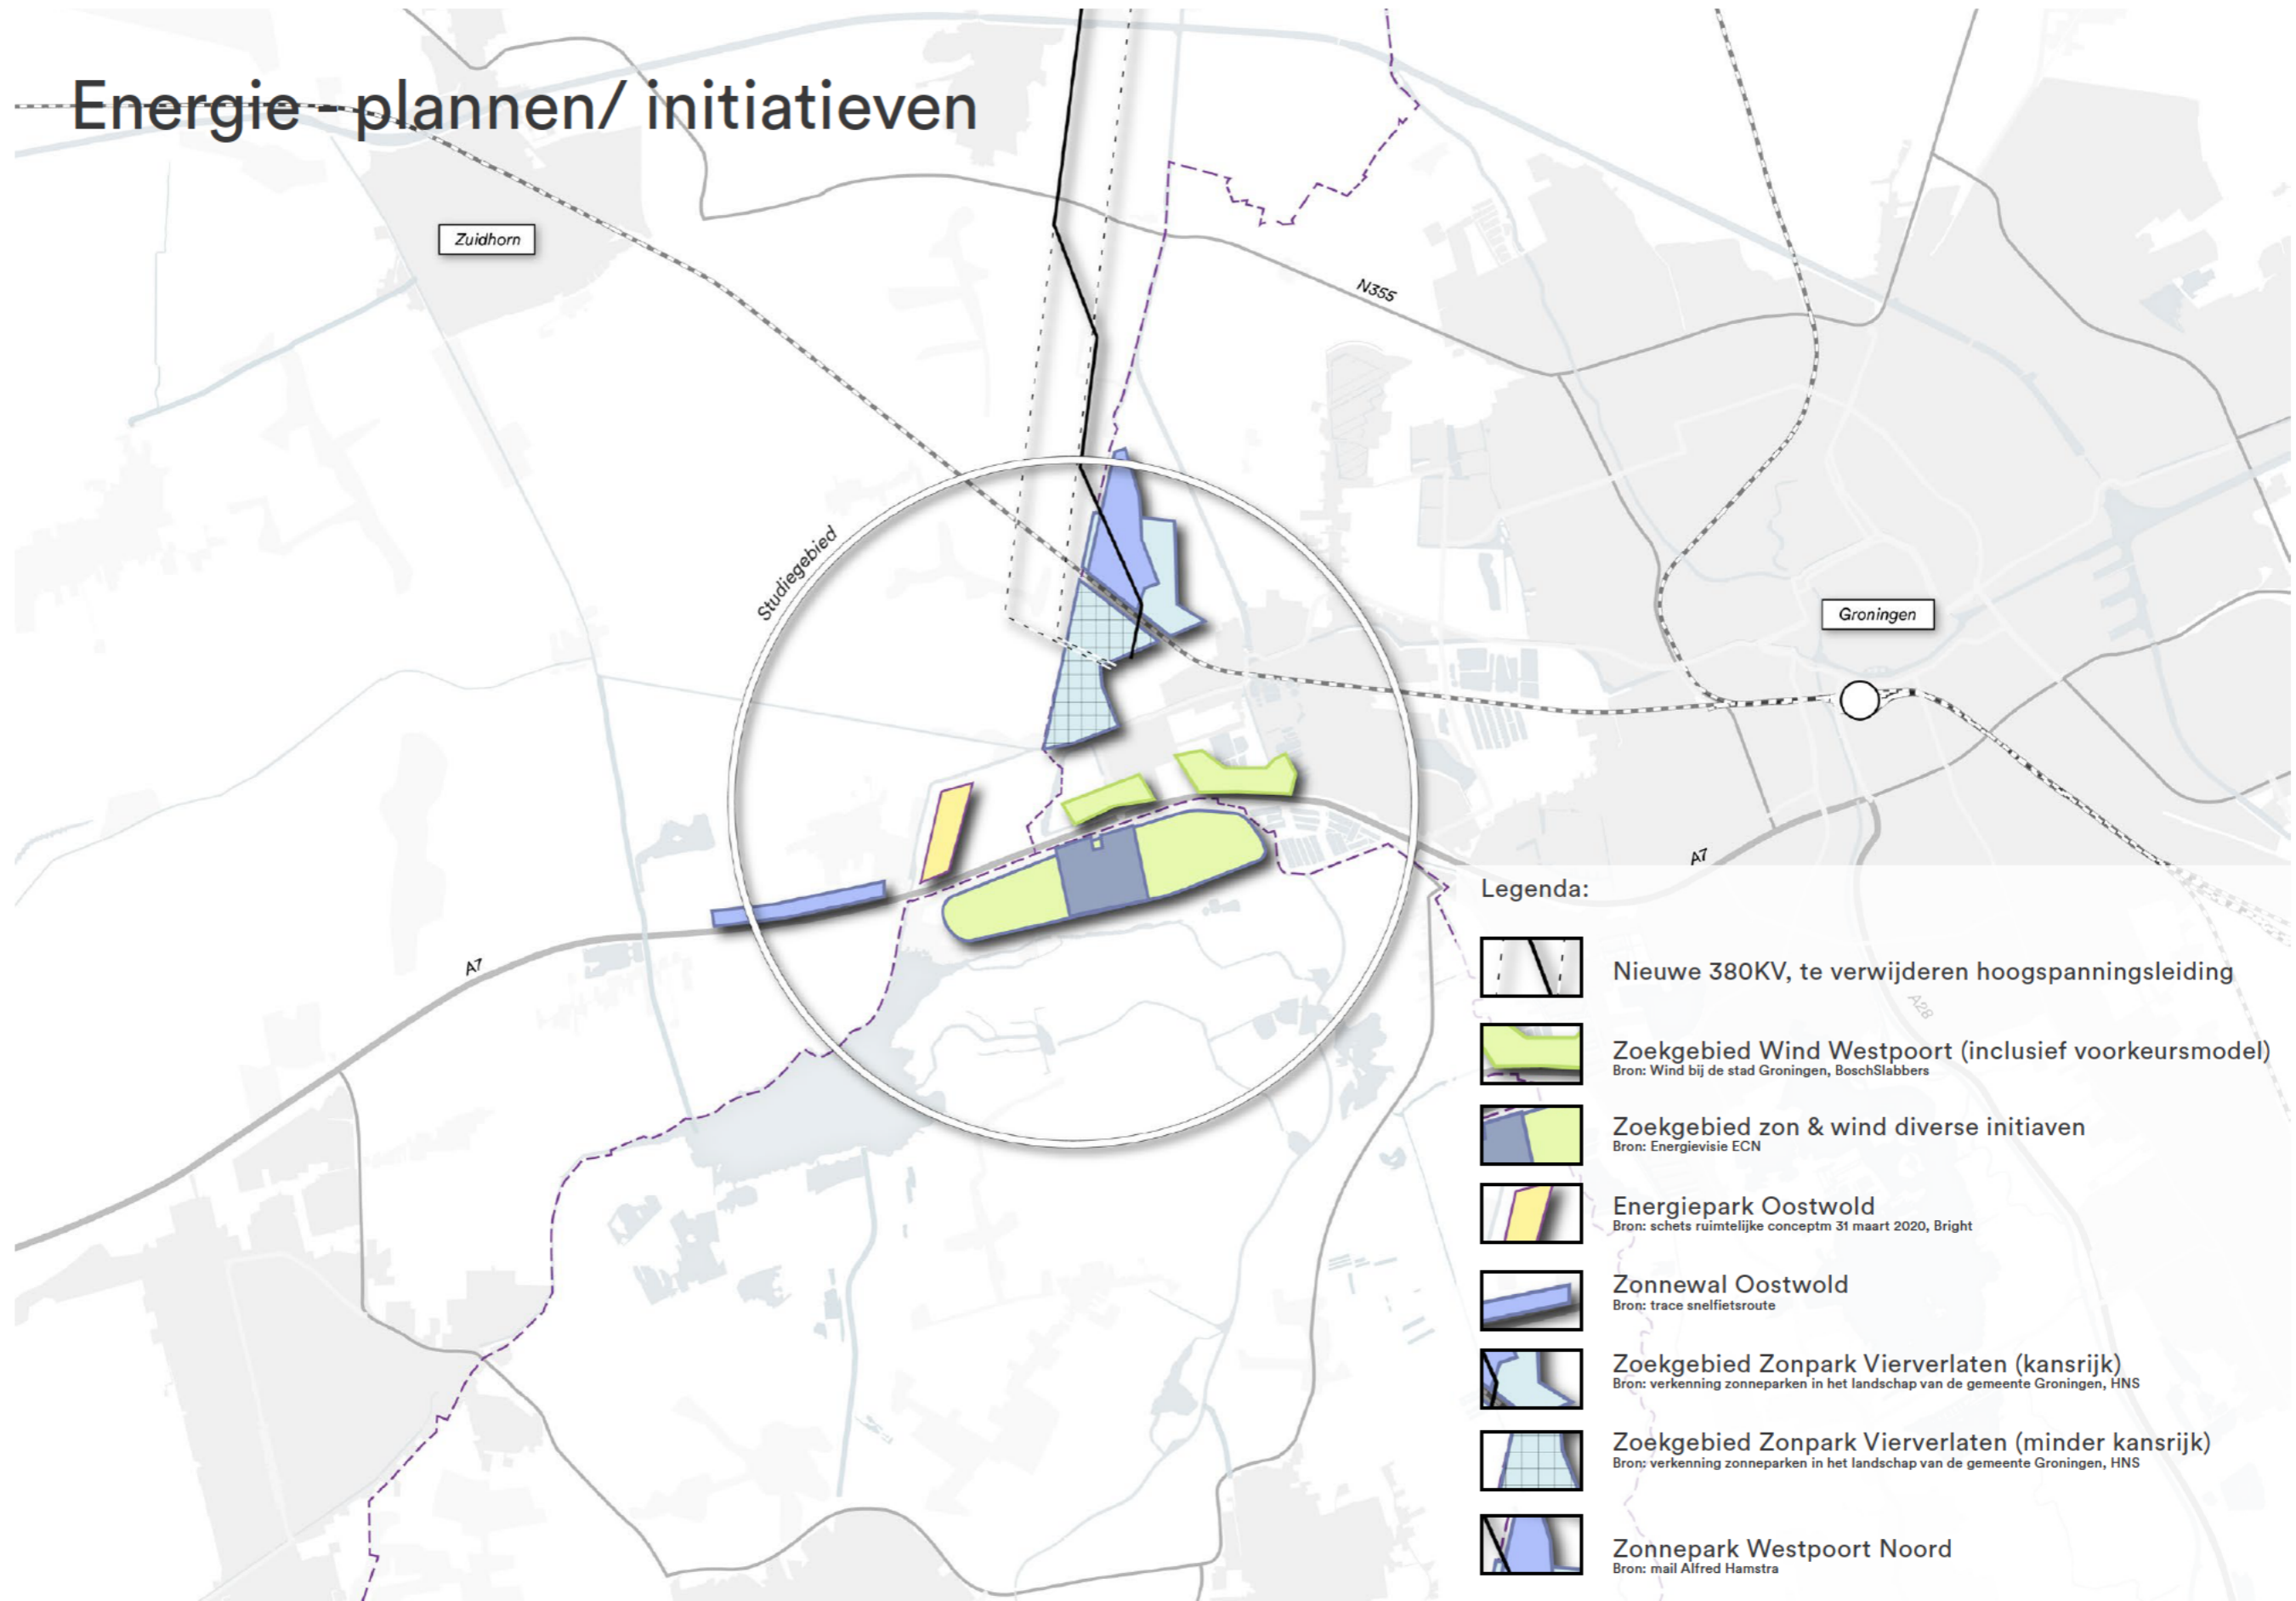 Energie - plannen/ initiatieven
Zuidhorn
N355
Studiegebied
Groningen
A7
A7
A28
Legenda:
Nieuwe 380KV, te verwijderen hoogspanningsleiding
Zoekgebied Wind Westpoort (inclusief voorkeursmodel)
Bron: Wind bij de stad Groningen, BoschSlabbers
Zoekgebied zon & wind diverse initiaven
Bron: Energievisie ECN
Energiepark Oostwold
Bron: schets ruimtelijke conceptm 31 maart 2020, Bright
Zonnewal Oostwold
Bron: trace snelfietsroute
Zoekgebied Zonpark Vierverlaten (kansrijk)
Bron: verkenning zonneparken in het landschap van de gemeente Groningen, HNS
Zoekgebied Zonpark Vierverlaten (minder kansrijk)
Bron: verkenning zonneparken in het landschap van de gemeente Groningen, HNS
Zonnepark Westpoort Noord
Bron: mail Alfred Hamstra